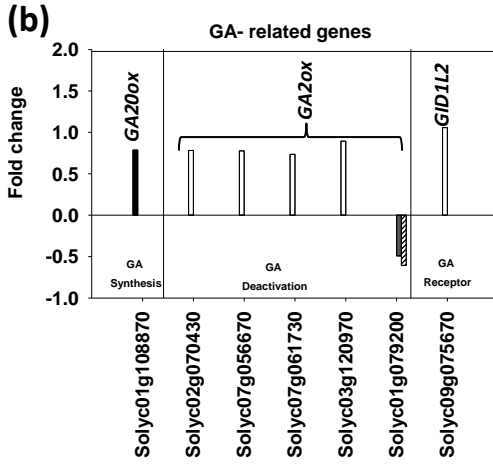 (b)
GA- related genes
Fold change
2.0
1.5
1.0
0.5
0.0
-0.5
-1.0
GA20ox
GA2ox
GID1L2
GA
Synthesis
GA
Deactivation
GA
Receptor
Solyc01g108870
Solyc02g070430
Solyc07g056670
Solyc07g061730
Solyc03g120970
Solyc01g079200
Solyc09g075670